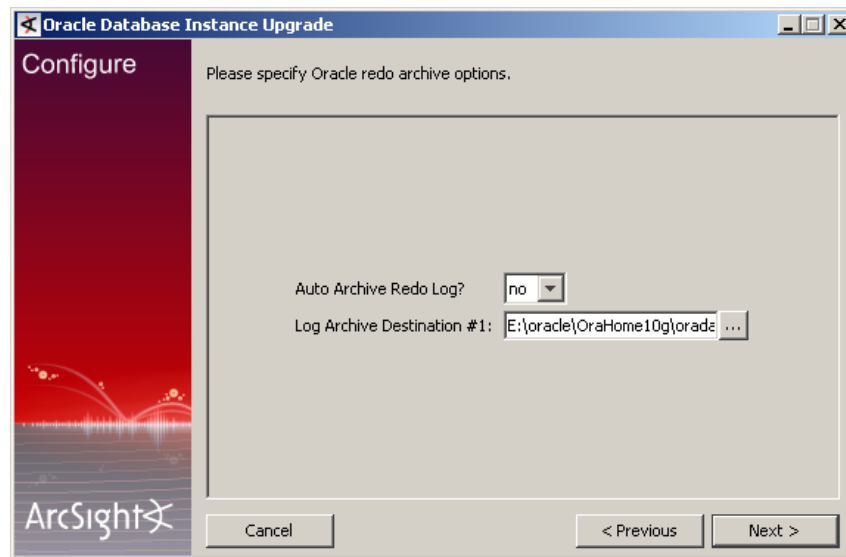 Oracle Database Instance Upgrade
Configure
Please specify Oracle redo archive options.
Auto Archive Redo Log? no
Log Archive Destination #1: E:\oracle\OraHome10g\orada ...
ArcSight
Cancel < Previous Next >